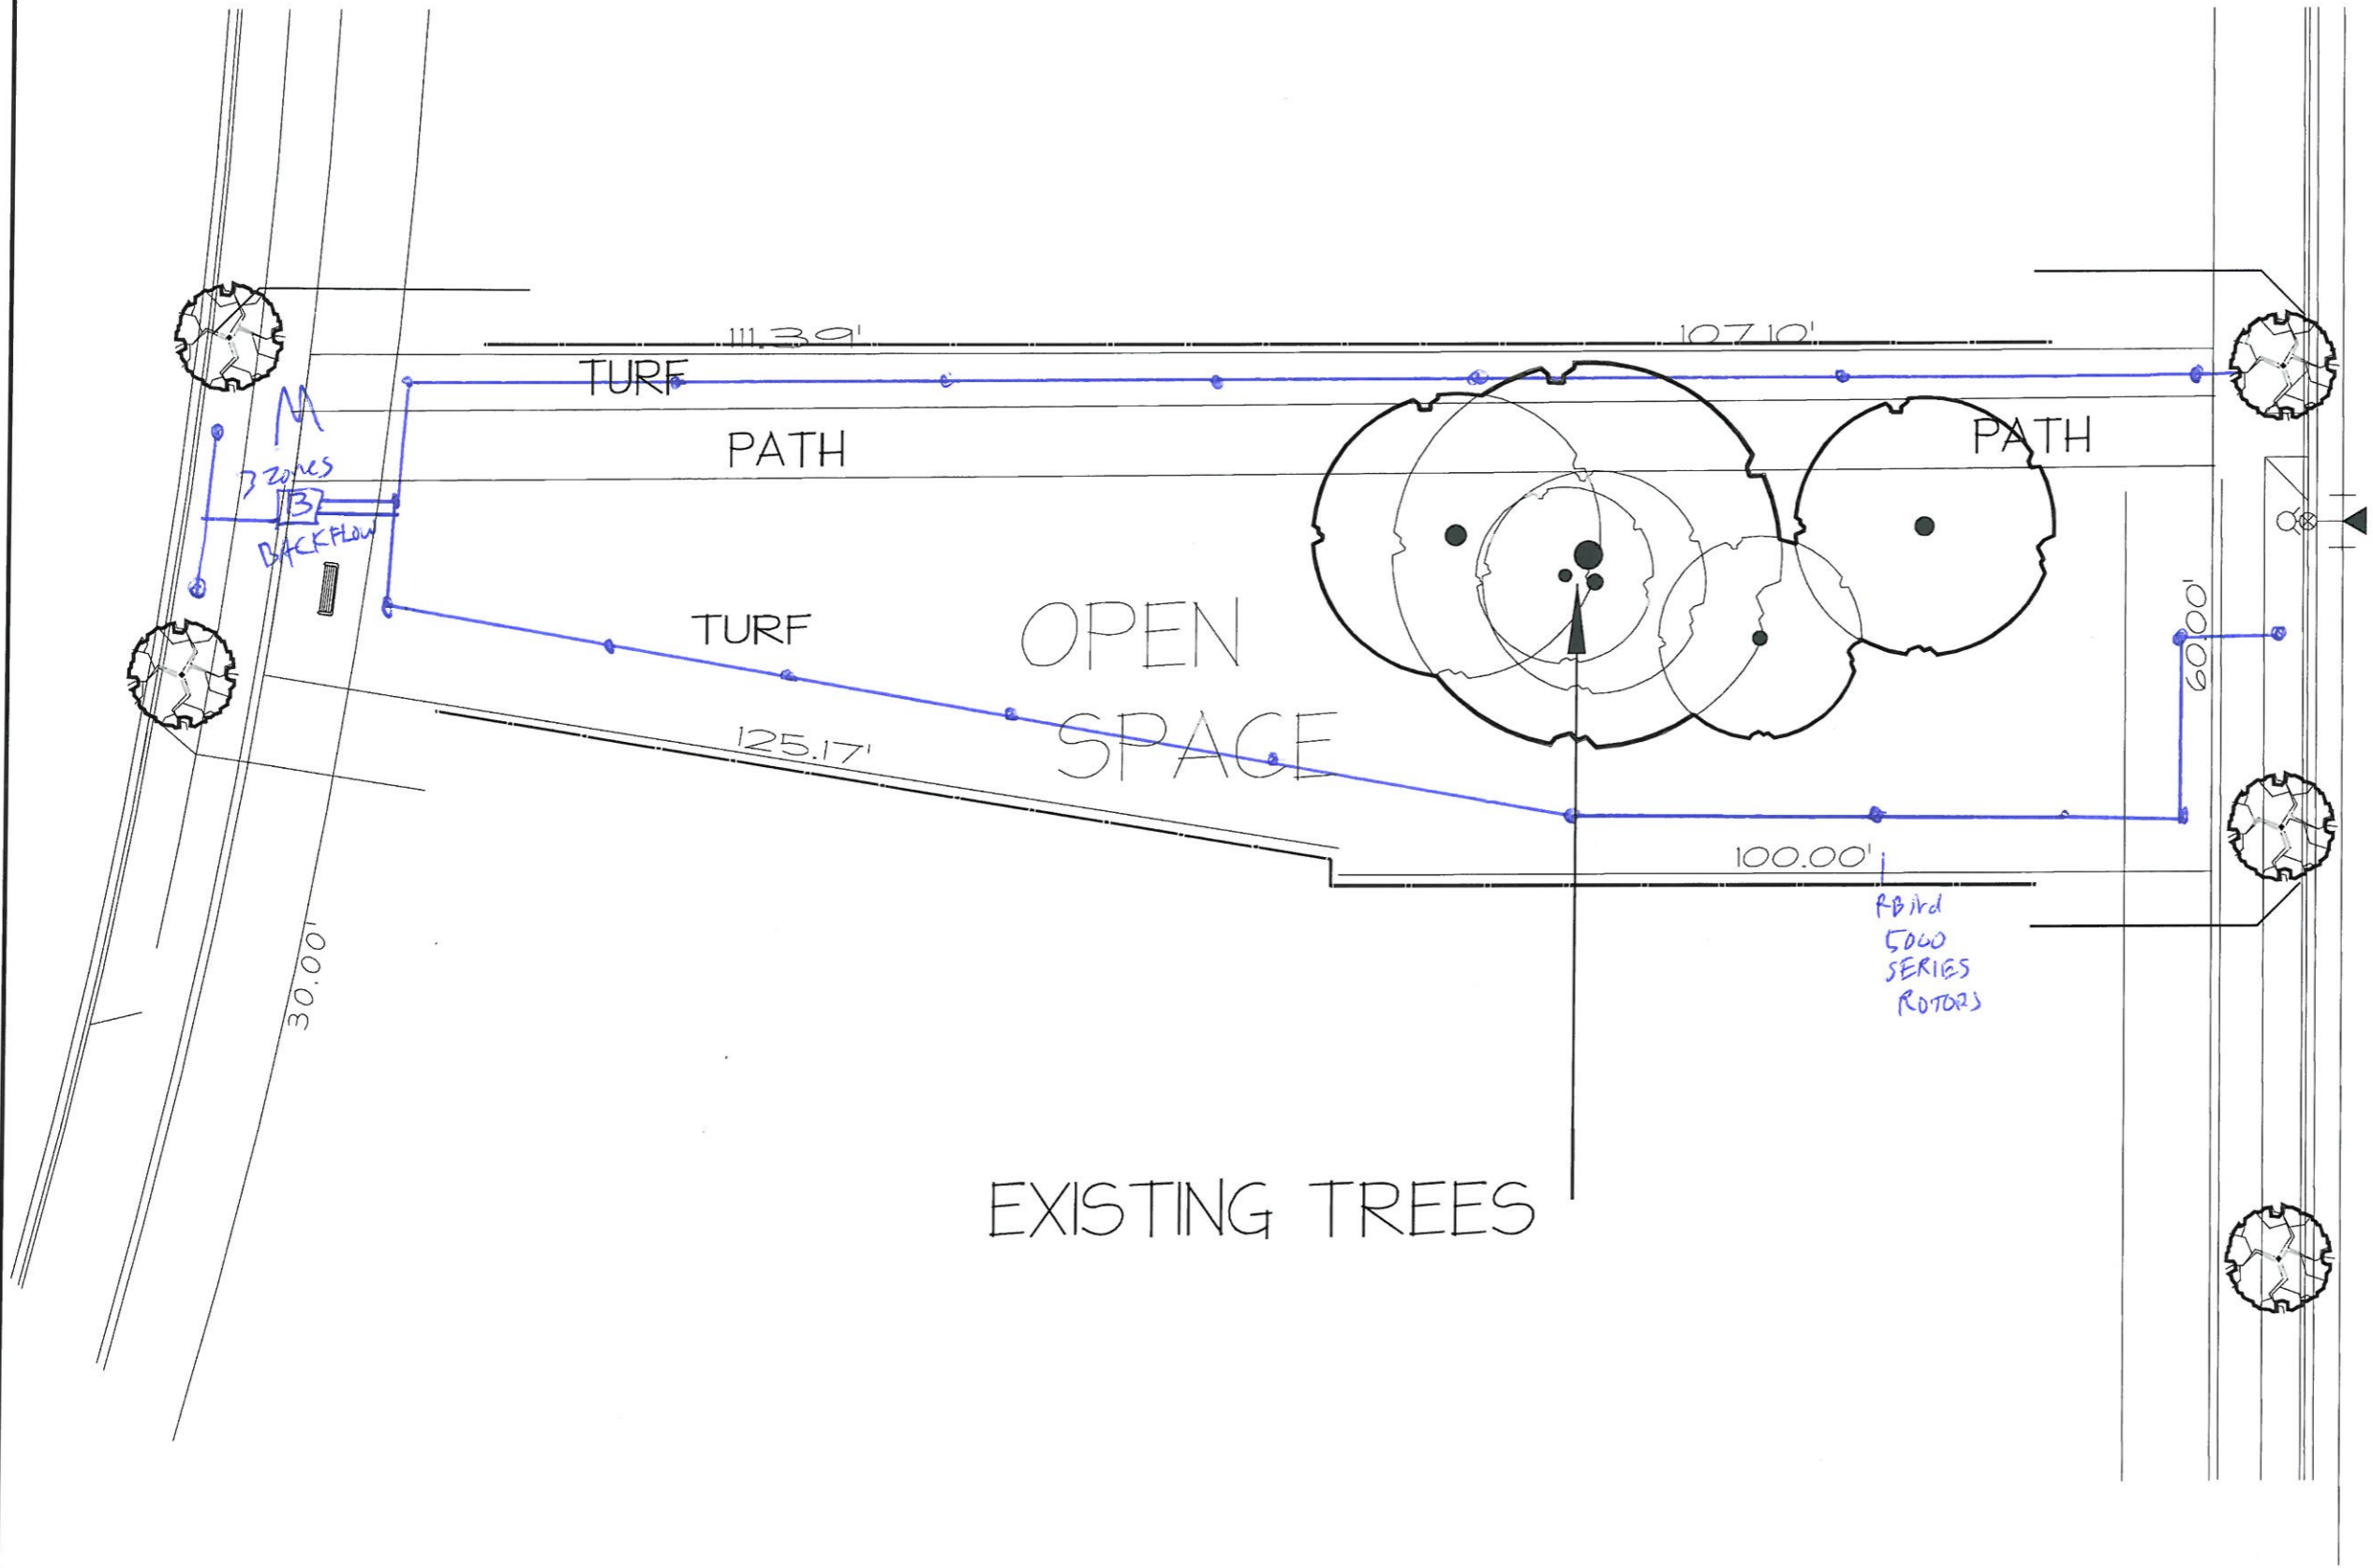 111.39'
107.10'
TURF
PATH
PATH
M
3 zones
B
BACKFLOW
TURF
OPEN
SPACE
60.00'
125.17'
100.00'
RBird
5000
SERIES
ROTORS
30.00'
EXISTING TREES